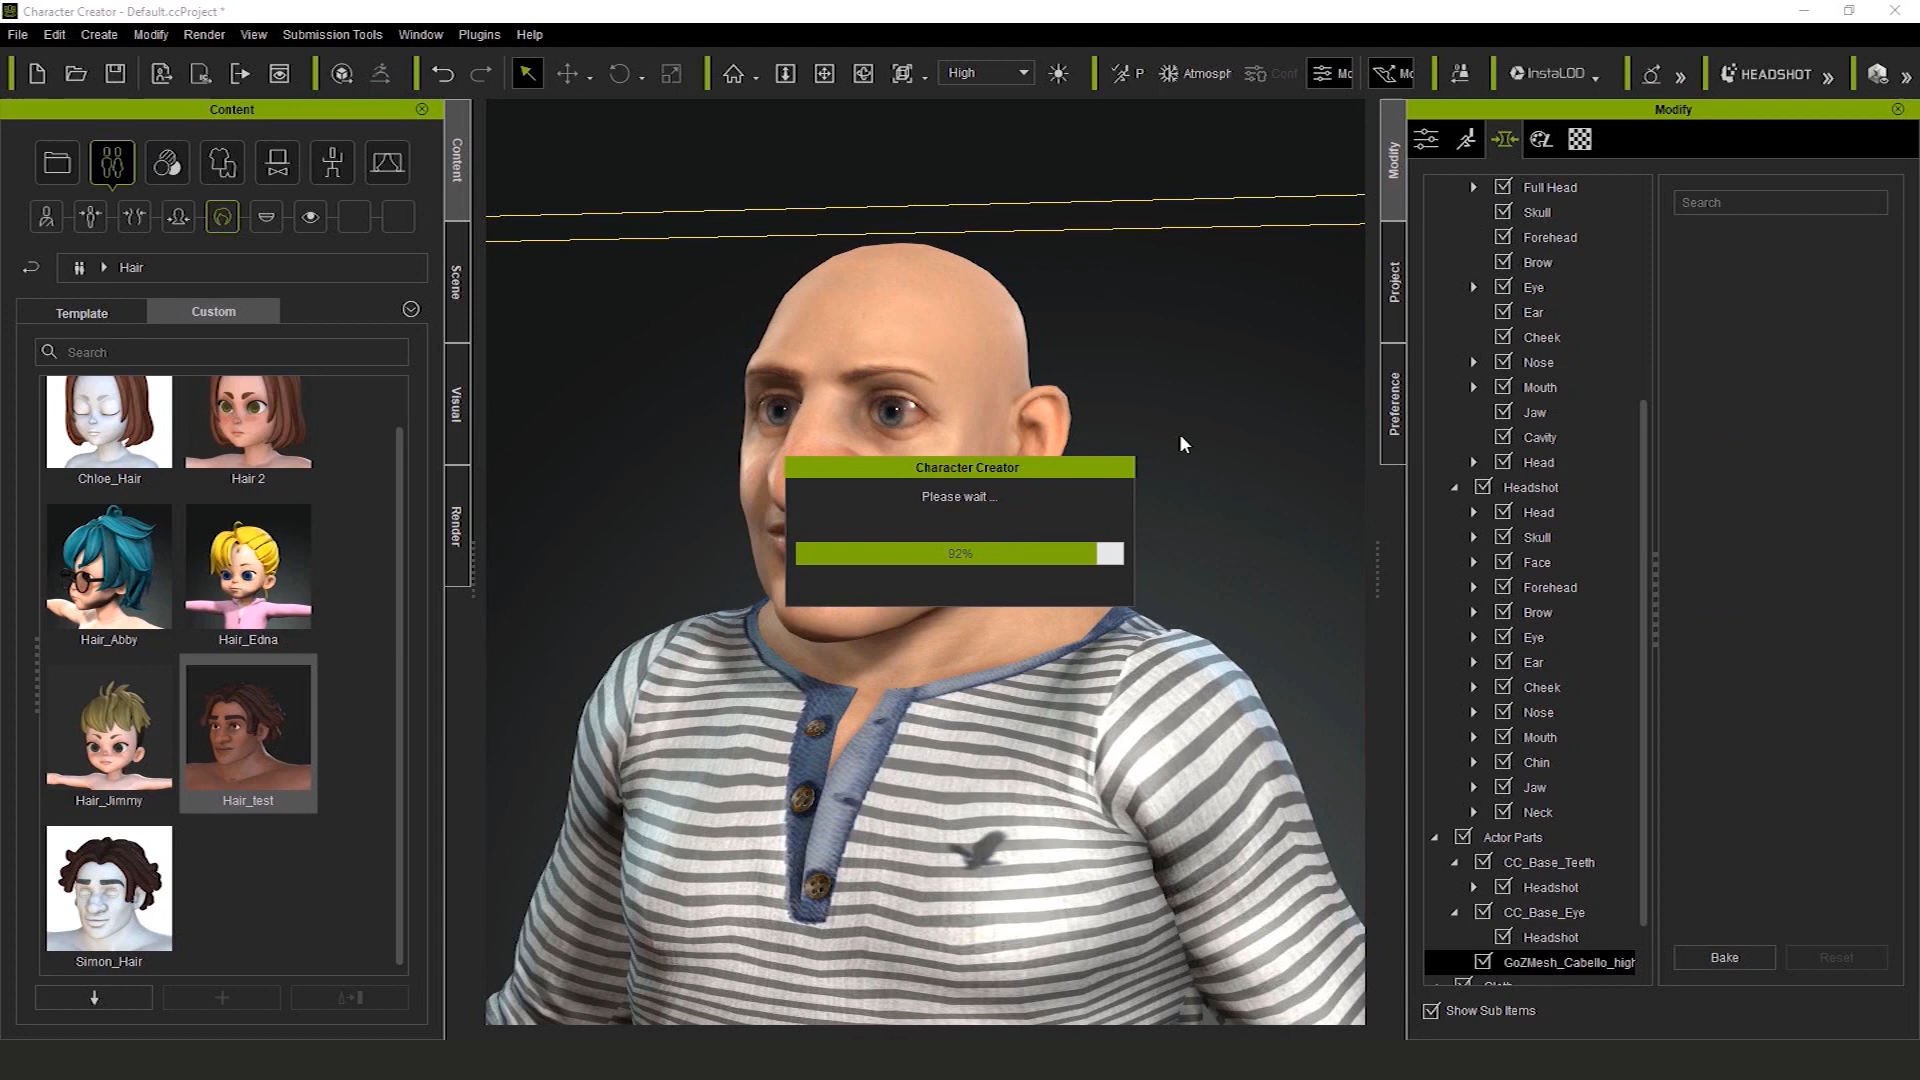 Character Creator - Default.ccProject *
File Edit Create Modify Render View Submission Tools Window Plugins Help
High
P
Atmosph
Conf
Mc
Mc
InstaLOD
HEADSHOT
Content
Hair
Template
Custom
Search
Chloe_Hair
Hair 2
Hair_Abby
Hair_Edna
Hair_Jimmy
Hair_test
Simon_Hair
Content
Scene
Visual
Render
Character Creator
Please wait ...
92%
Modify
Project
Preference
Modify
Full Head
Skull
Forehead
Brow
Eye
Ear
Cheek
Nose
Mouth
Jaw
Cavity
Head
Headshot
Head
Skull
Face
Forehead
Brow
Eye
Ear
Cheek
Nose
Mouth
Chin
Jaw
Neck
Actor Parts
CC_Base_Teeth
Headshot
CC_Base_Eye
Headshot
GoZMesh_Cabello_high
Show Sub Items
Search
Bake
Reset